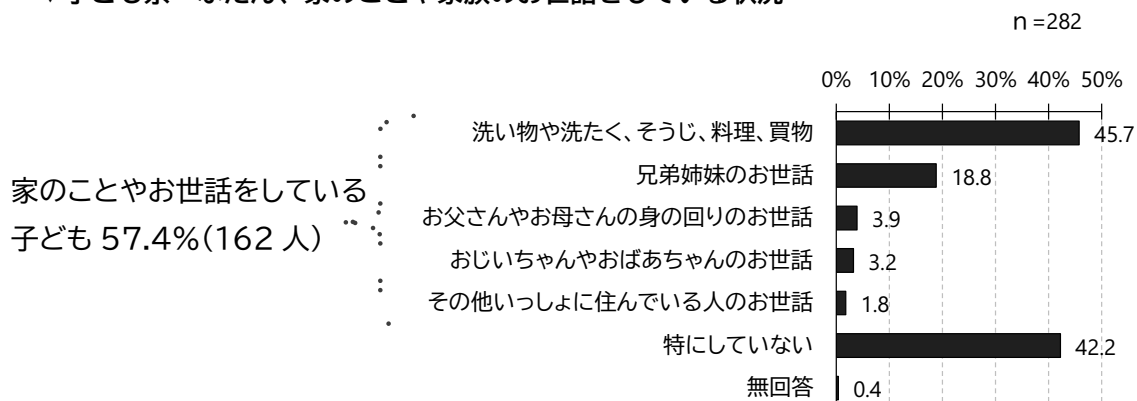 n=282
0% 10% 20% 30% 40% 50%
洗い物や洗たく、そうじ、料理、買物 45.7
兄弟姉妹のお世話 18.8
家のことやお世話をしている
子ども 57.4%(162 人)
お父さんやお母さんの身の回りのお世話 3.9
おじいちゃんやおばあちゃんのお世話 3.2
その他いっしょに住んでいる人のお世話 1.8
特にしていない 42.2
無回答 0.4